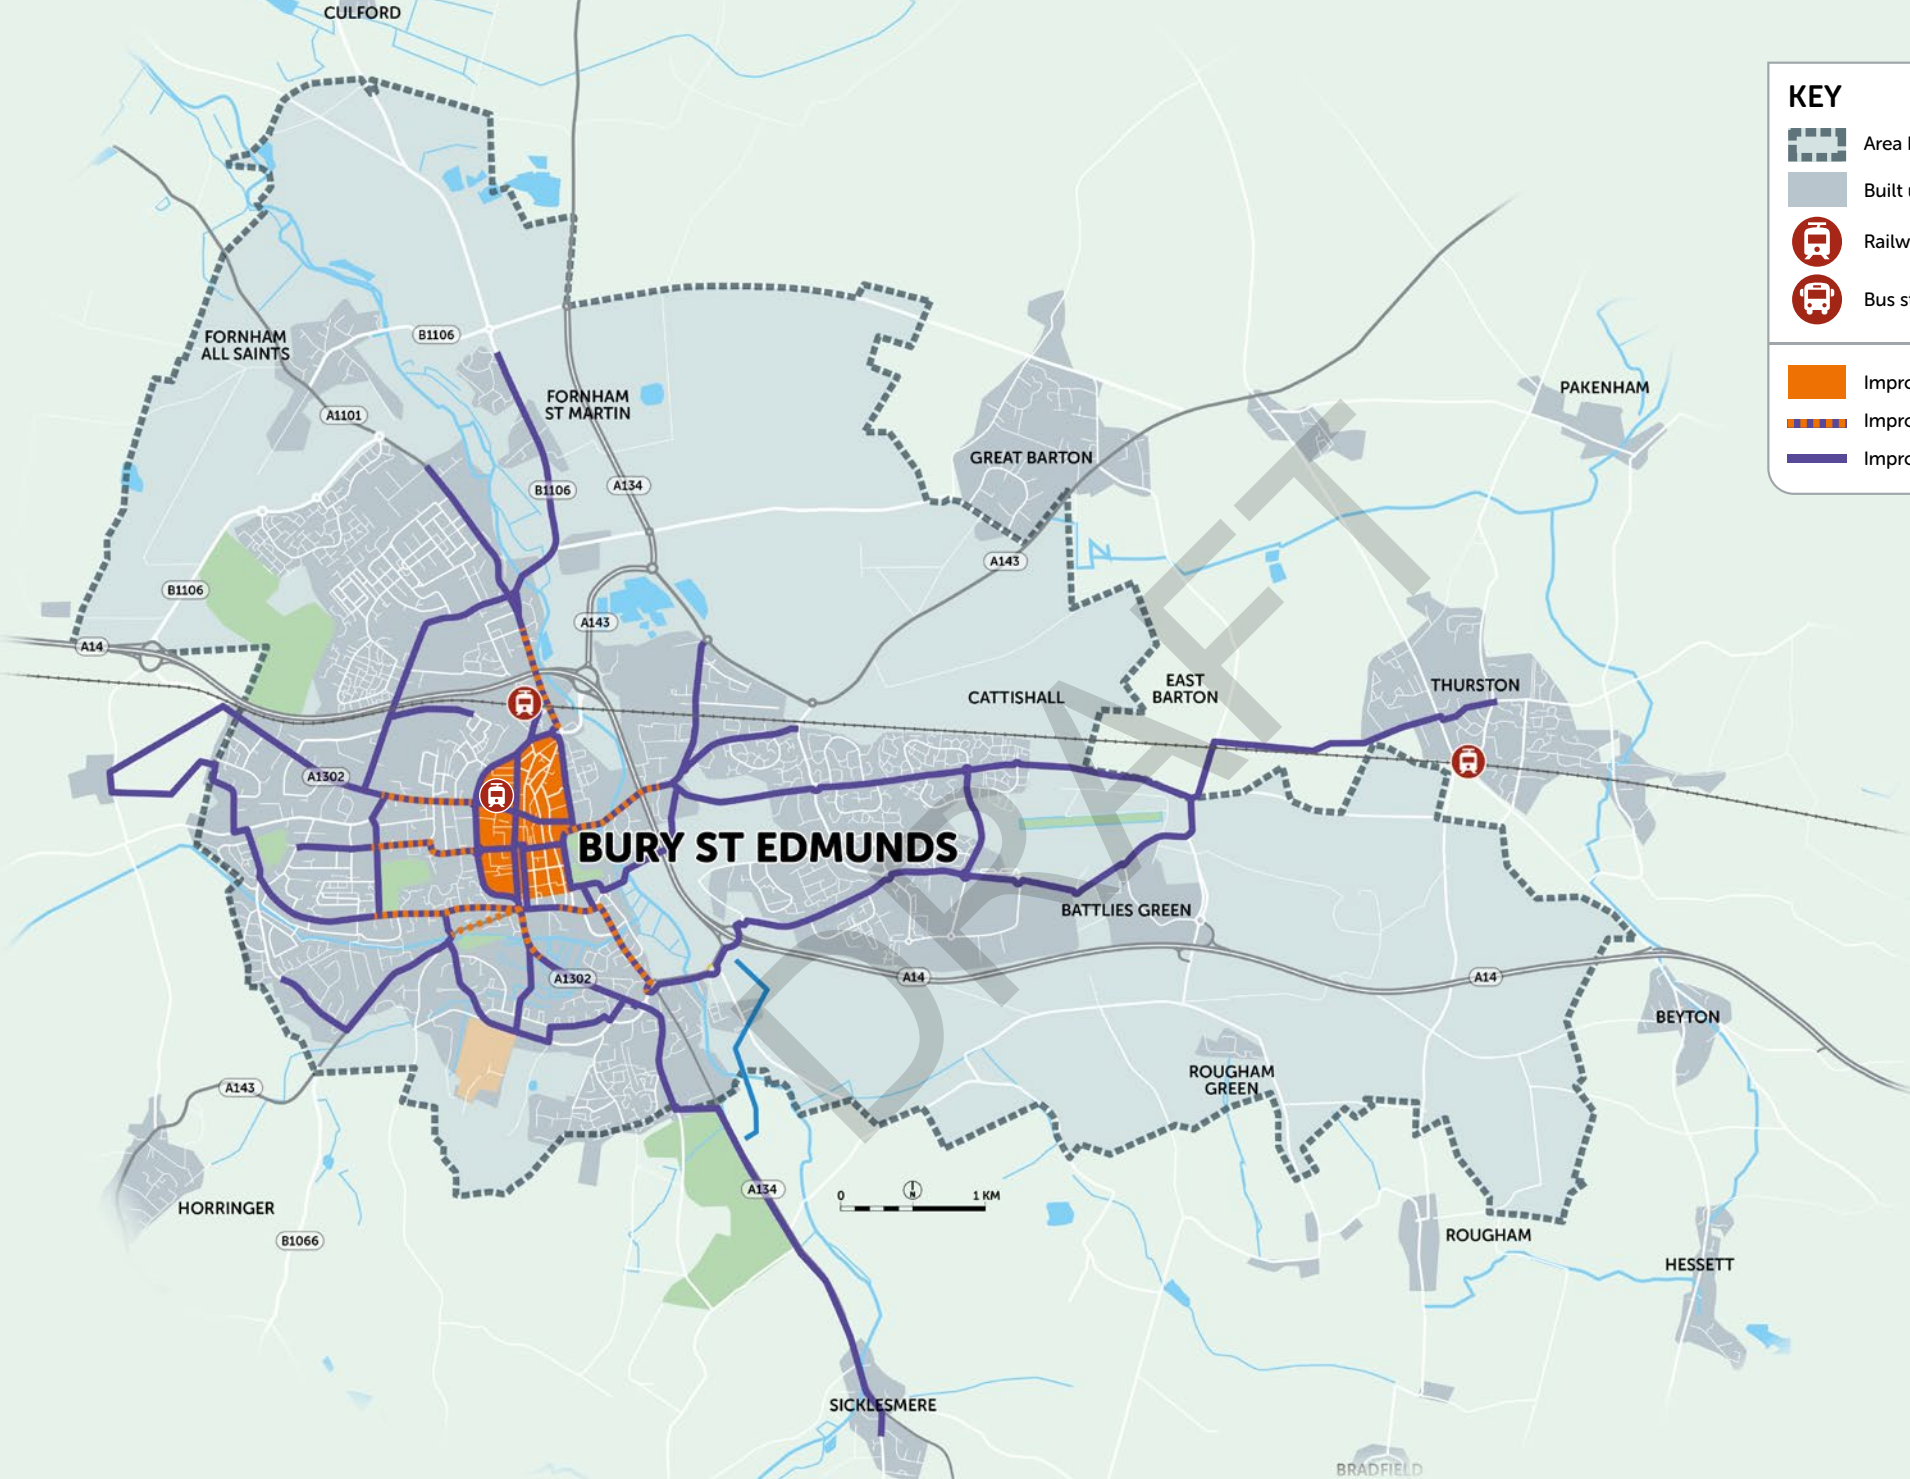 CULFORD
KEY
Area
Built
Railw
Bus
Impro
Impro
Impro
FORNHAM
ALL SAINTS
B1106
FORNHAM
ST MARTIN
PAKENHAM
A1101
GREAT BARTON
B1106
A134
A143
B1106
A143
A14
EAST
BARTON
THURSTON
CATTISHALL
A1302
BURY ST EDMUNDS
DRAFT
BATTLIES GREEN
A1302
A14
A14
BEYTON
ROUGHAM
GREEN
A143
A134
0
N
1 KM
HORRINGER
B1066
ROUGHAM
HESSETT
SICKLESMERE
BRADFIELD